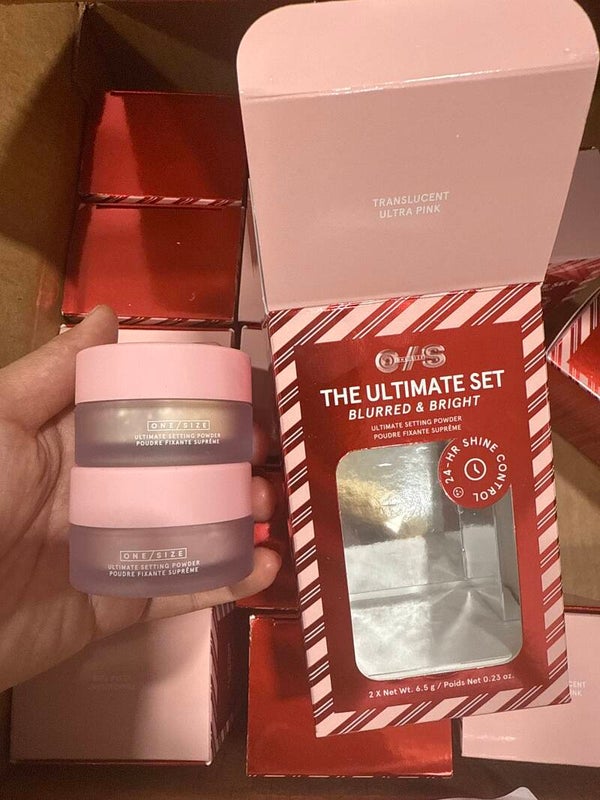 TRANSLUCENT
ULTRA PINK
O/S
THE ULTIMATE SET
BLURRED & BRIGHT
ULTIMATE SETTING POWDER
POUDRE FIXANTE SUPRÊME
24-HR SHINE CONTROL
2 X Net Wt. 6.5 g / Poids Net 0.23 oz.
ONE/SIZE
ULTIMATE SETTING POWDER
POUDRE FIXANTE SUPRÊME
ONE/SIZE
ULTIMATE SETTING POWDER
POUDRE FIXANTE SUPRÊME